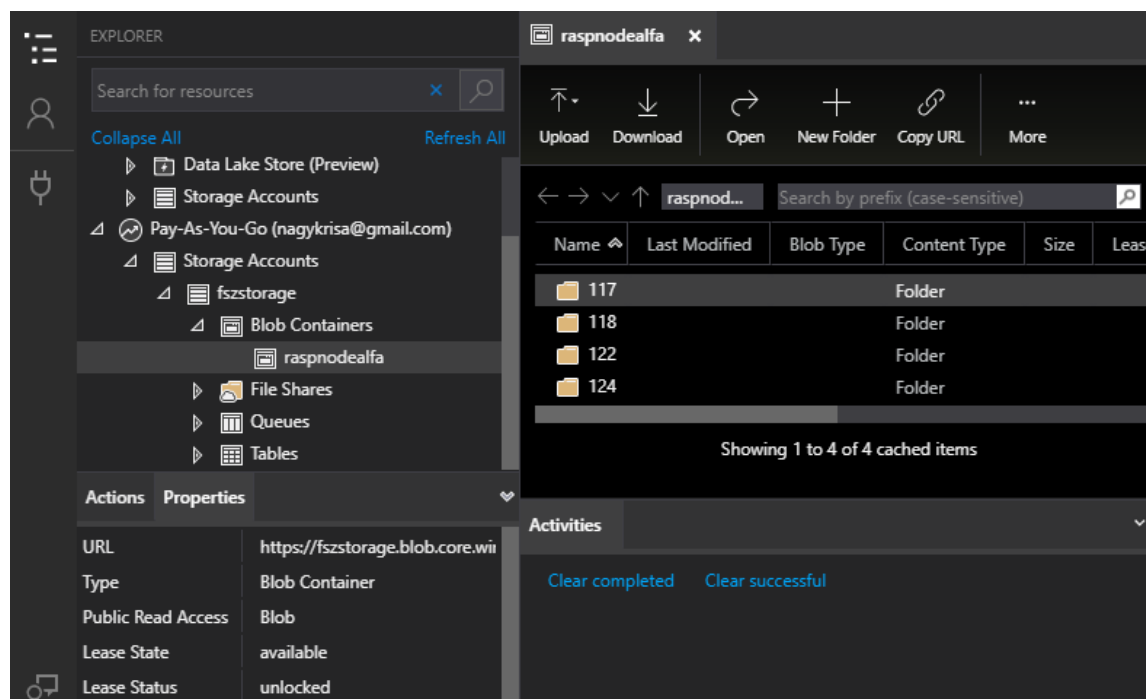 EXPLORER
Search for resources
Collapse All Refresh All
Data Lake Store (Preview)
Storage Accounts
Pay-As-You-Go (nagykrisa@gmail.com)
Storage Accounts
fszstorage
Blob Containers
raspnodealfa
File Shares
Queues
Tables
Actions Properties
URL https://fszstorage.blob.core.wi
Type Blob Container
Public Read Access Blob
Lease State available
Lease Status unlocked
raspnodealfa
Upload Download Open New Folder Copy URL More
raspnod... Search by prefix (case-sensitive)
Name Last Modified Blob Type Content Type Size Leas
117 Folder
118 Folder
122 Folder
124 Folder
Showing 1 to 4 of 4 cached items
Activities
Clear completed Clear successful